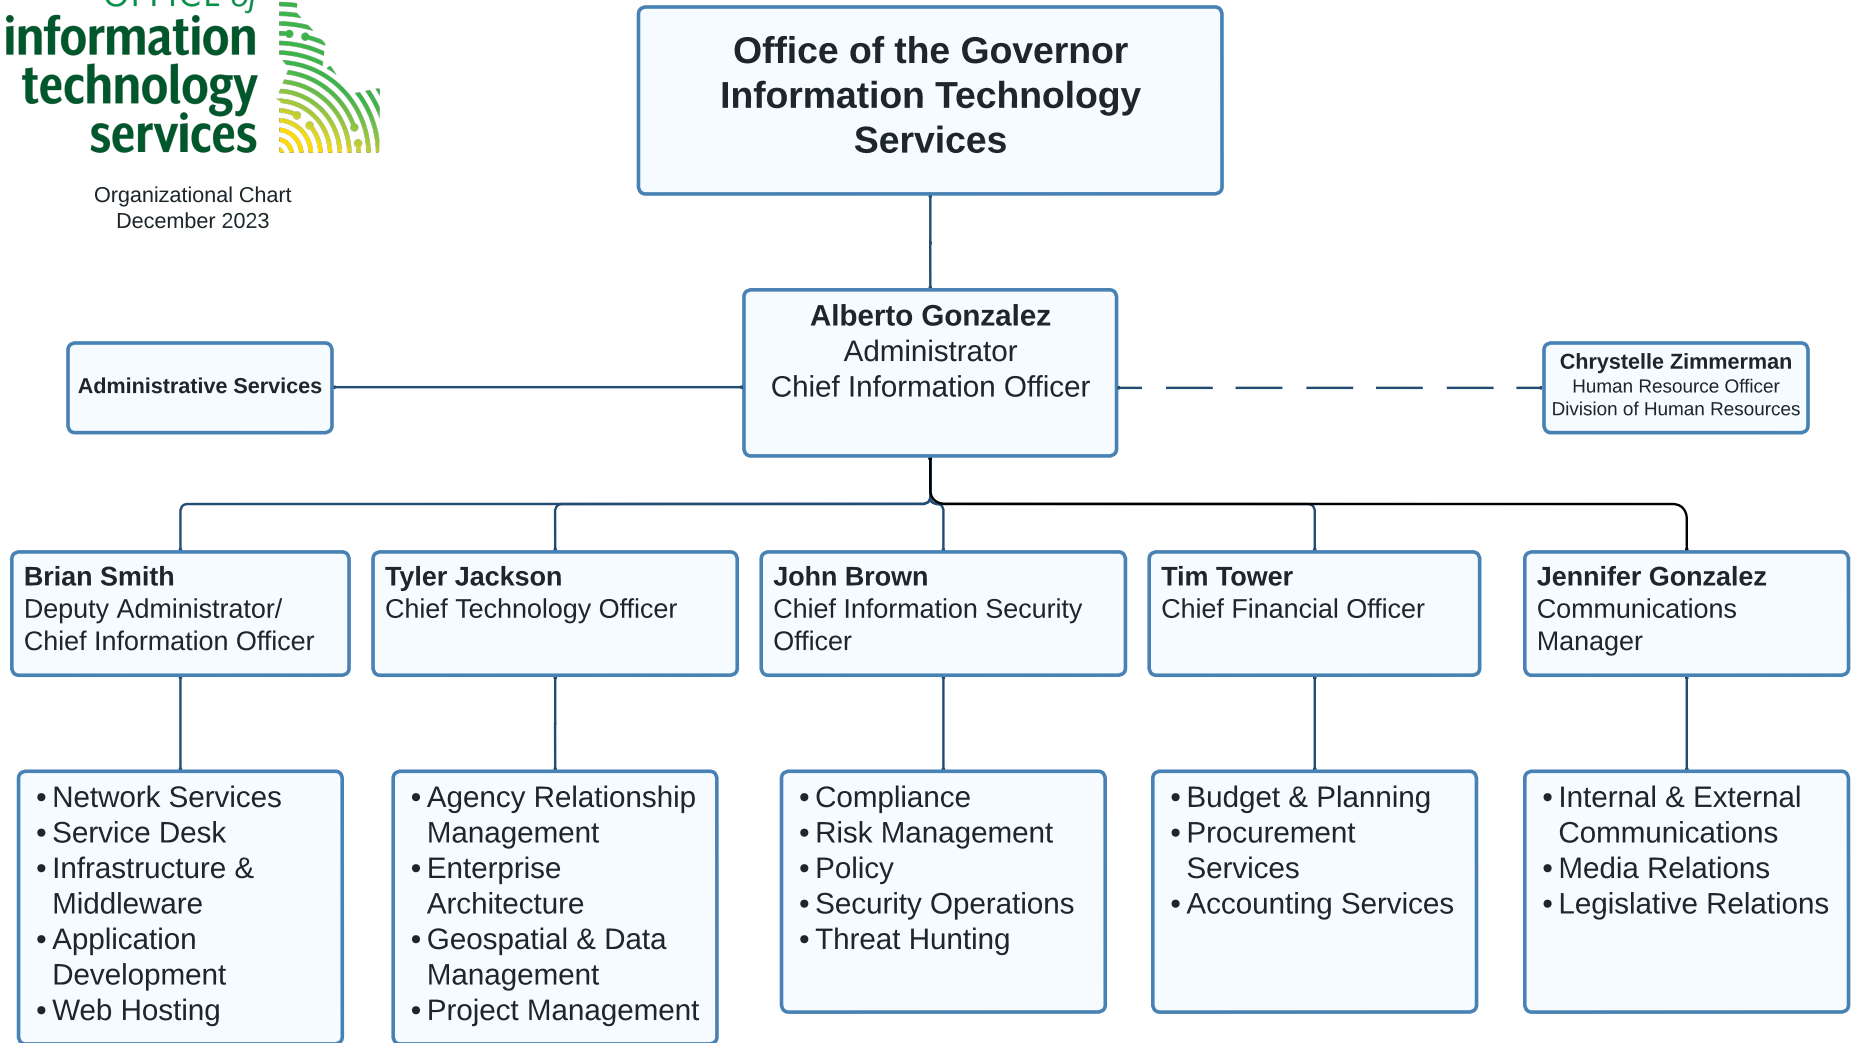 OFFICE of
information
technology
services
Organizational Chart
December 2023
Office of the Governor
Information Technology
Services
Alberto Gonzalez
Administrator
Chief Information Officer
Administrative Services
Chrystelle Zimmerman
Human Resource Officer
Division of Human Resources
Brian Smith
Deputy Administrator/
Chief Information Officer
Tyler Jackson
Chief Technology Officer
John Brown
Chief Information Security
Officer
Tim Tower
Chief Financial Officer
Jennifer Gonzalez
Communications
Manager
• Network Services
• Service Desk
• Infrastructure &
Middleware
• Application
Development
• Web Hosting
• Agency Relationship
Management
• Enterprise
Architecture
• Geospatial & Data
Management
• Project Management
• Compliance
• Risk Management
• Policy
• Security Operations
• Threat Hunting
• Budget & Planning
• Procurement
Services
• Accounting Services
• Internal & External
Communications
• Media Relations
• Legislative Relations